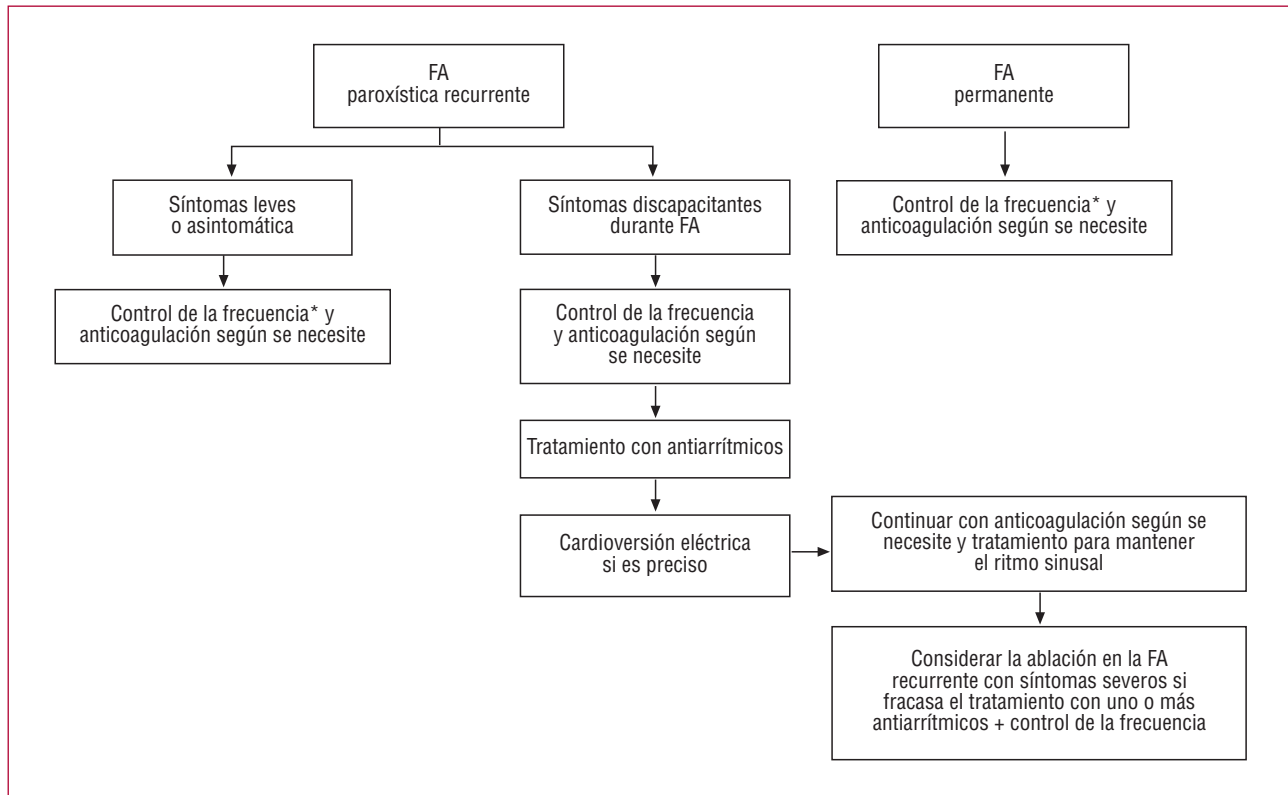 FA
paroxística recurrente
FA
permanente
Síntomas leves
o asintomática
Síntomas discapacitantes
durante FA
Control de la frecuencia* y
anticoagulación según se necesite
Control de la frecuencia* y
anticoagulación según se necesite
Control de la frecuencia
y anticoagulación según
se necesite
Tratamiento con antiarrítmicos
Cardioversión eléctrica
si es preciso
Continuar con anticoagulación según se
necesite y tratamiento para mantener
el ritmo sinusal
Considerar la ablación en la FA
recurrente con síntomas severos si
fracasa el tratamiento con uno o más
antiarrítmicos + control de la frecuencia